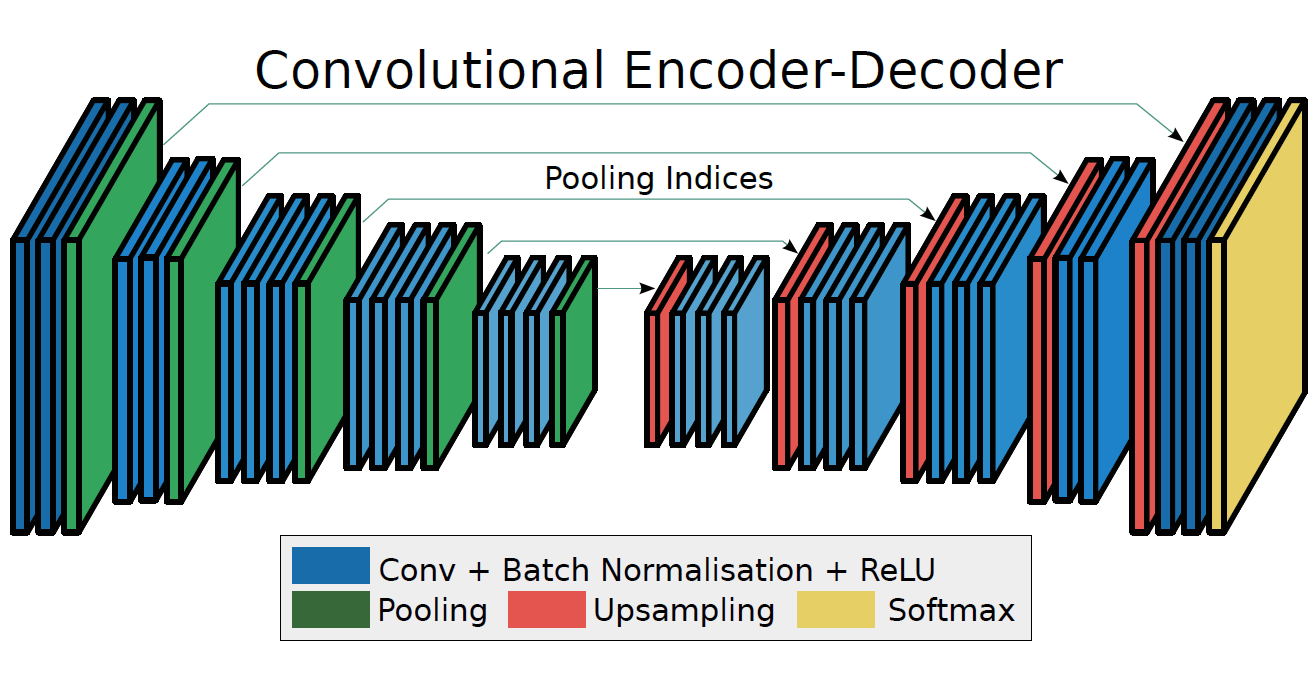 Convolutional Encoder-Decoder
Pooling Indices
Conv + Batch Normalisation + ReLU
Pooling Upsampling Softmax